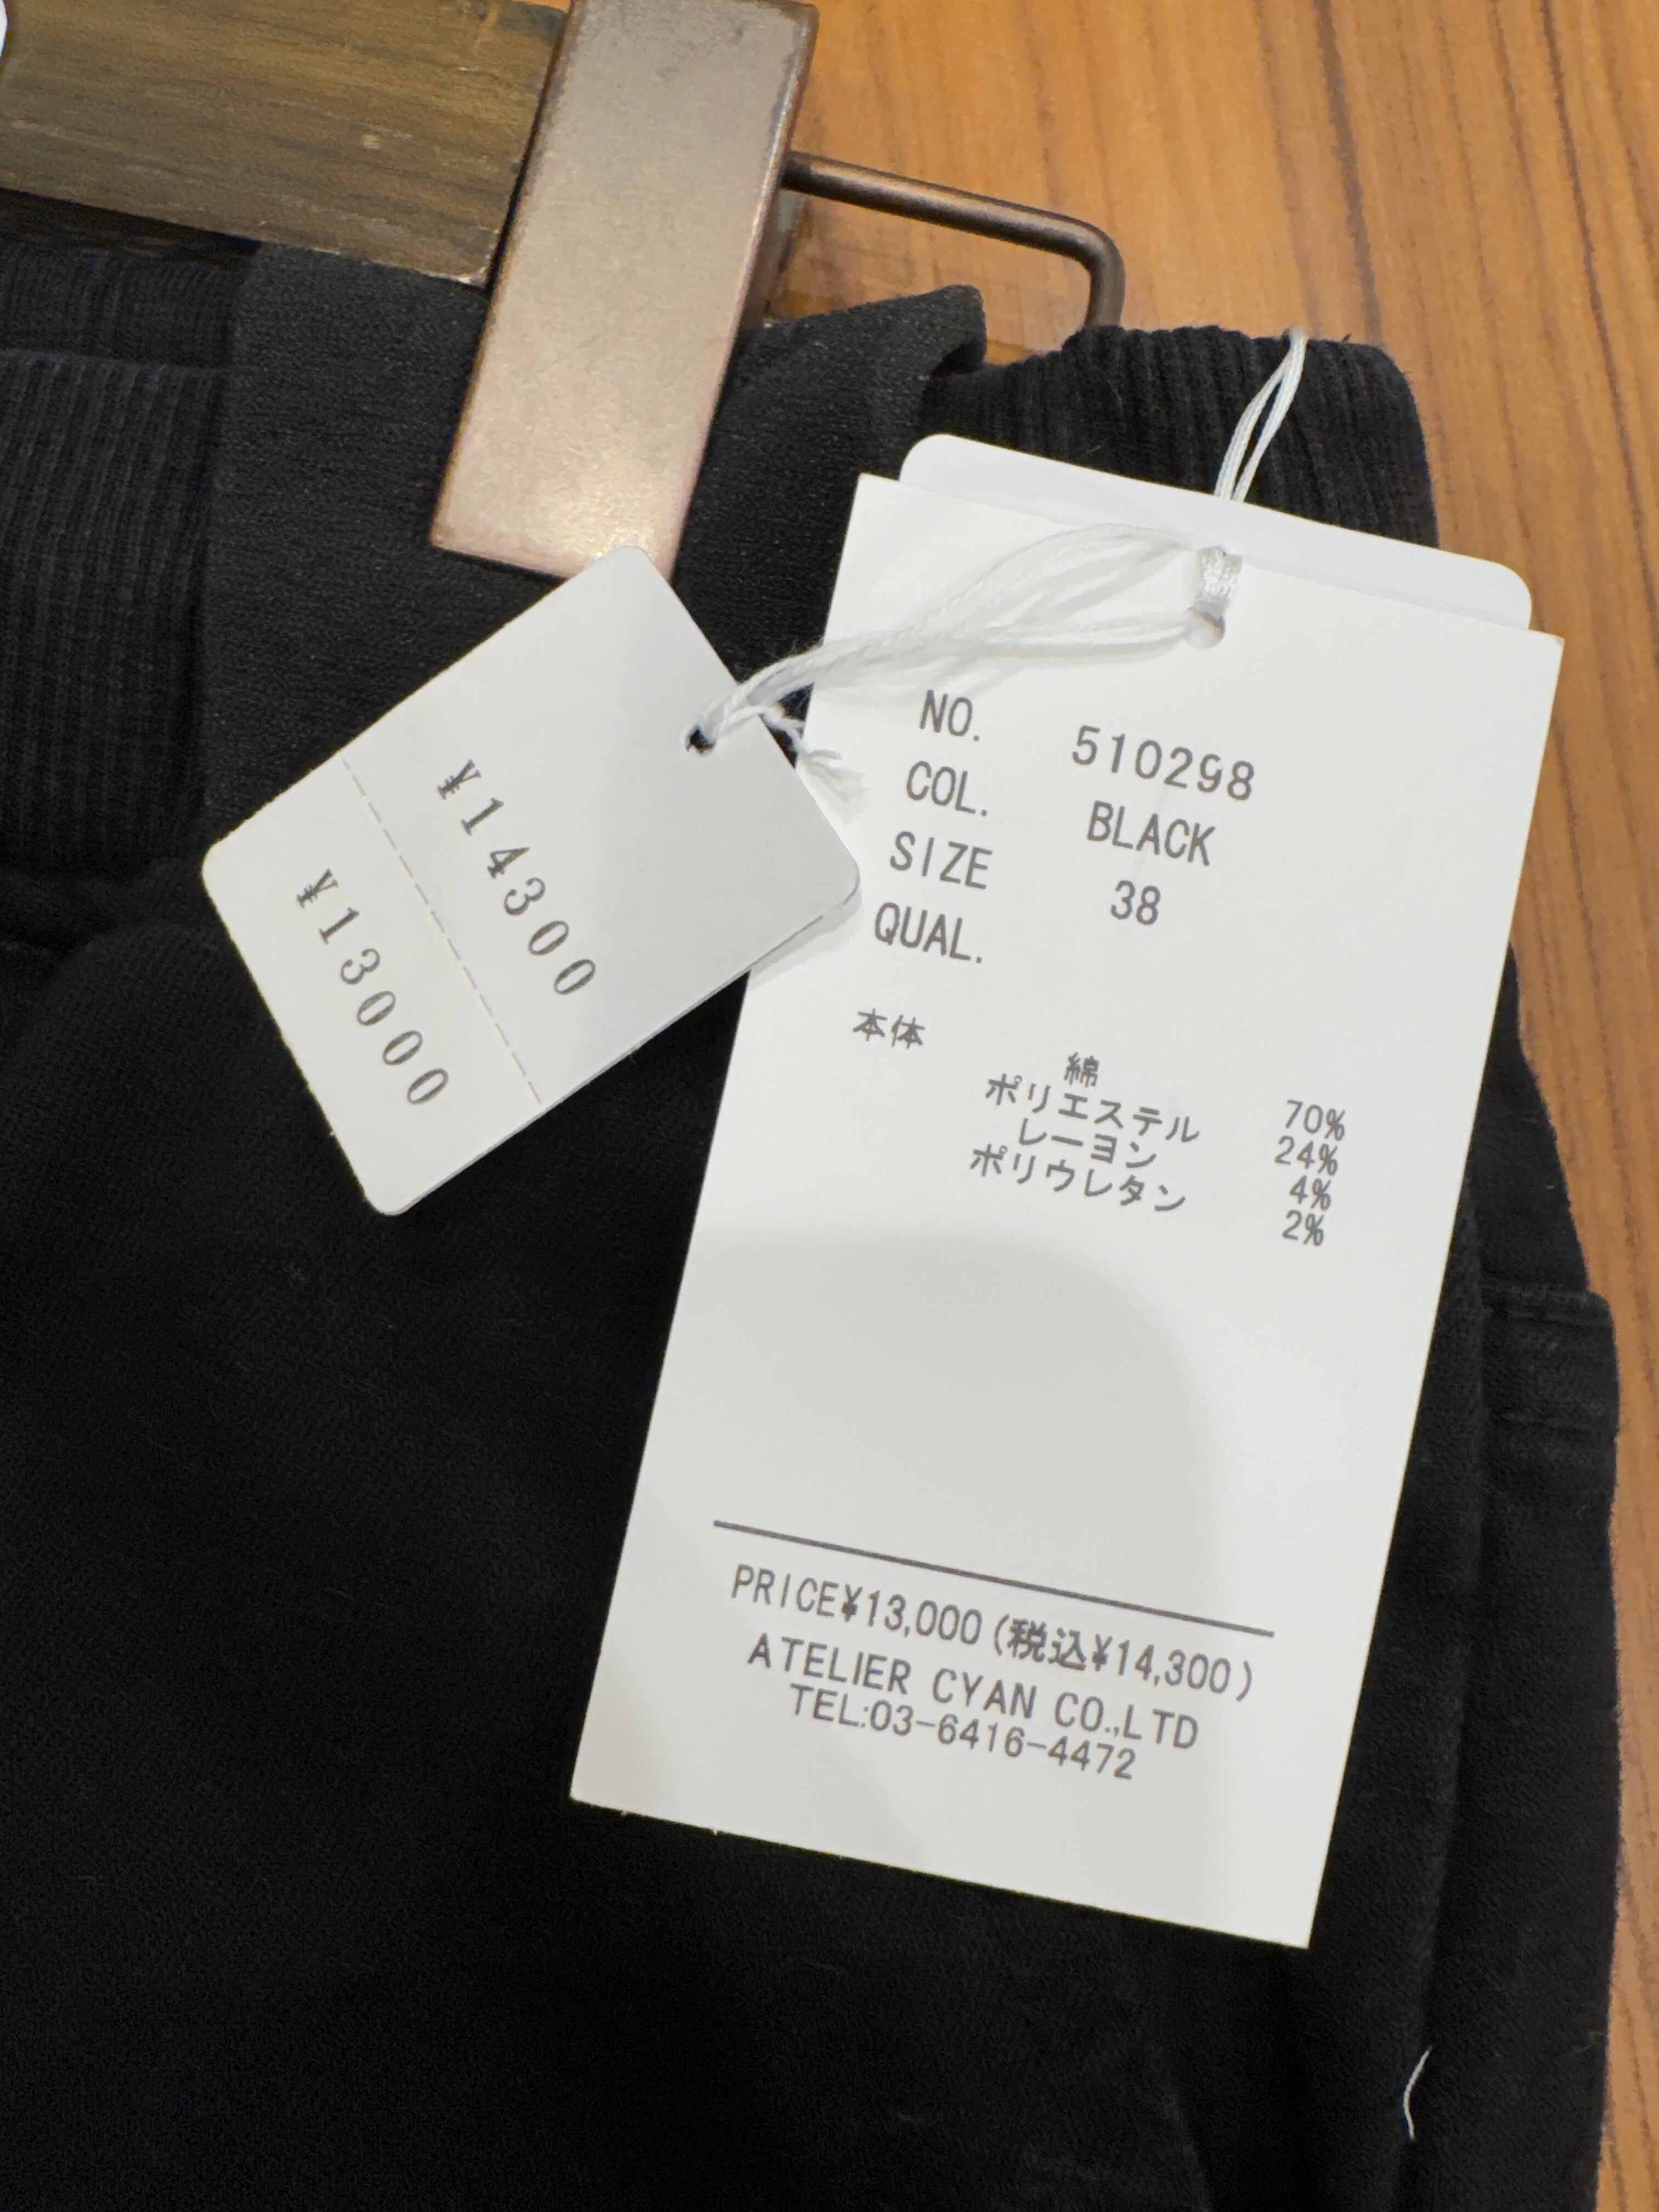 ¥14300
¥13000
NO. 510298
COL. BLACK
SIZE 38
QUAL.
本体
綿 70%
ポリエステル 24%
レーヨン 4%
ポリウレタン 2%
PRICE¥13,000(税込¥14,300)
ATELIER CYAN CO.,LTD
TEL:03-6416-4472